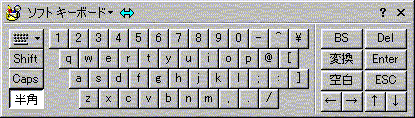 ソフトキーボード ? ×
1 2 3 4 5 6 7 8 9 0 - ^ ¥ BS Del
Shift q w e r t y u i o p @ [ 変換 Enter
Caps a s d f g h j k l ; : ] 空白 ESC
半角 z x c v b n m , . / ← → ↑ ↓